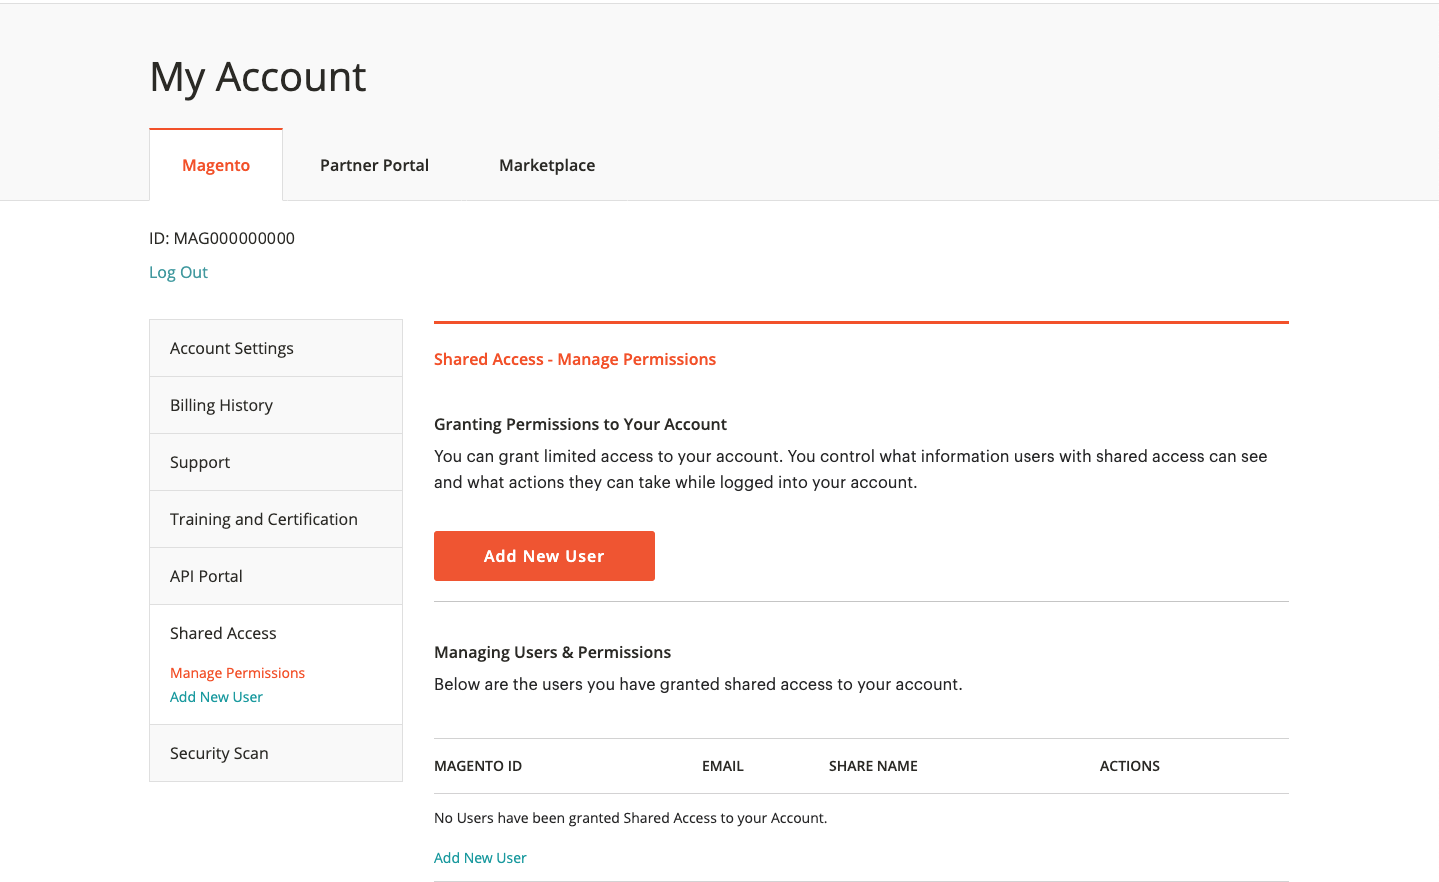 My Account
Magento
Partner Portal
Marketplace
ID: MAG000000000
Log Out
Account Settings
Billing History
Support
Training and Certification
API Portal
Shared Access
Manage Permissions
Add New User
Security Scan
Shared Access - Manage Permissions
Granting Permissions to Your Account
You can grant limited access to your account. You control what information users with shared access can see
and what actions they can take while logged into your account.
Add New User
Managing Users & Permissions
Below are the users you have granted shared access to your account.
MAGENTO ID EMAIL SHARE NAME ACTIONS
No Users have been granted Shared Access to your Account.
Add New User